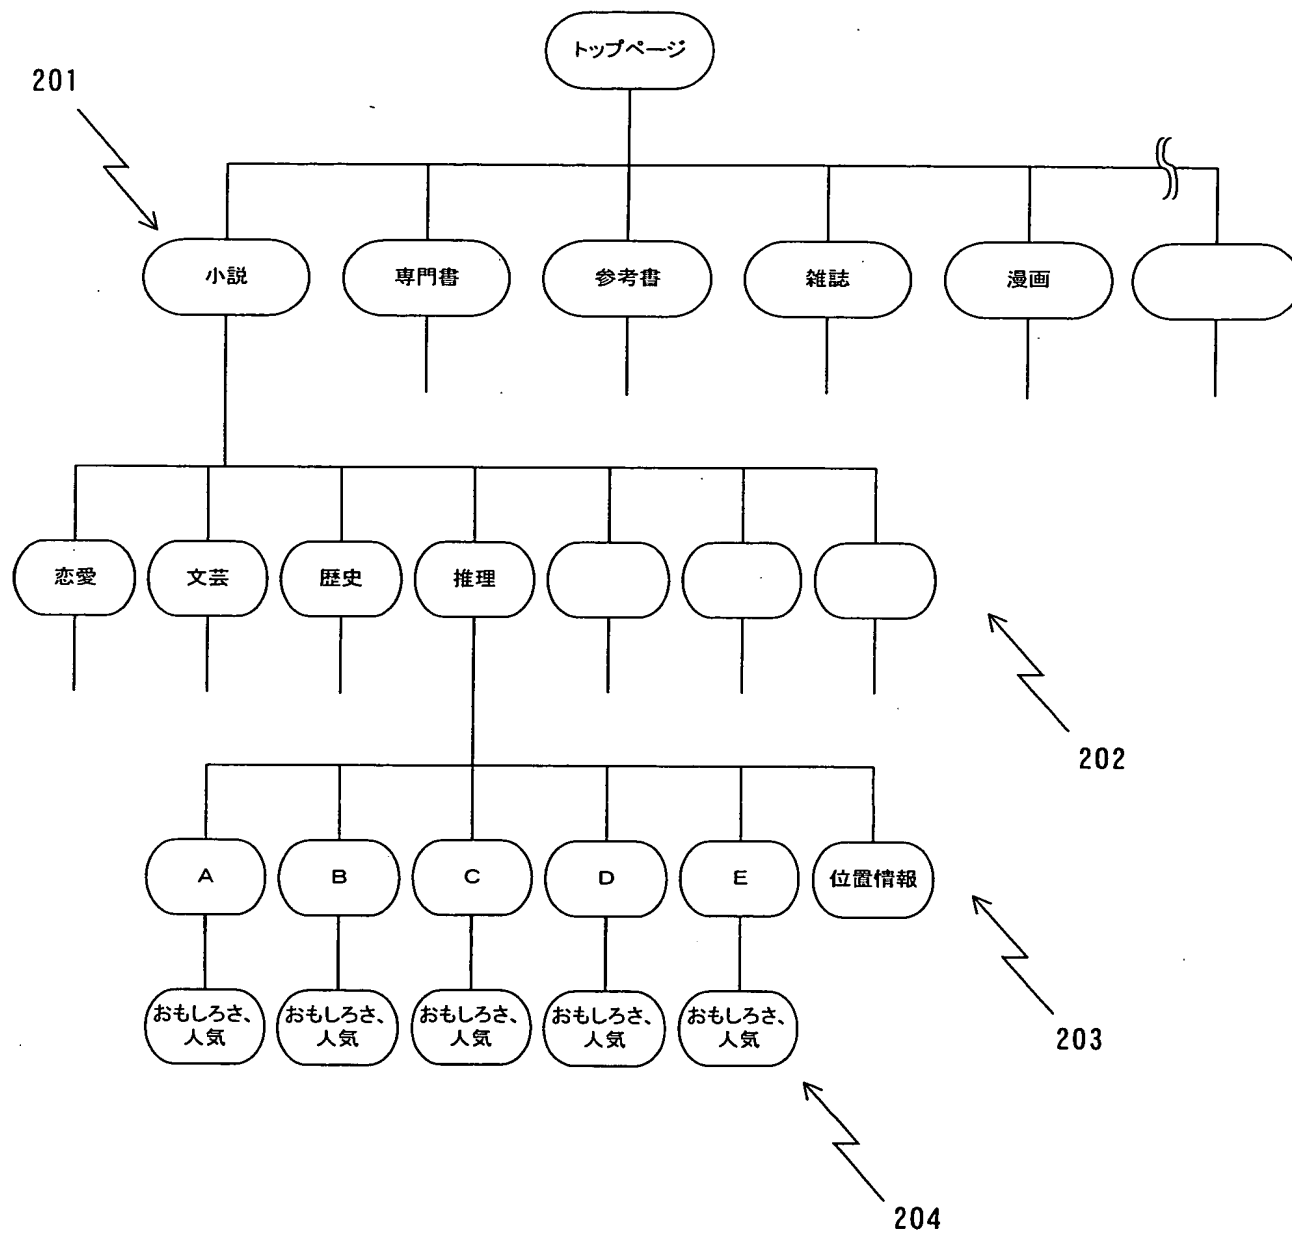 トップページ
201
小説
専門書
参考書
雑誌
漫画
恋愛
文芸
歴史
推理
202
A
B
C
D
E
位置情報
203
おもしろさ、
人気
おもしろさ、
人気
おもしろさ、
人気
おもしろさ、
人気
おもしろさ、
人気
204